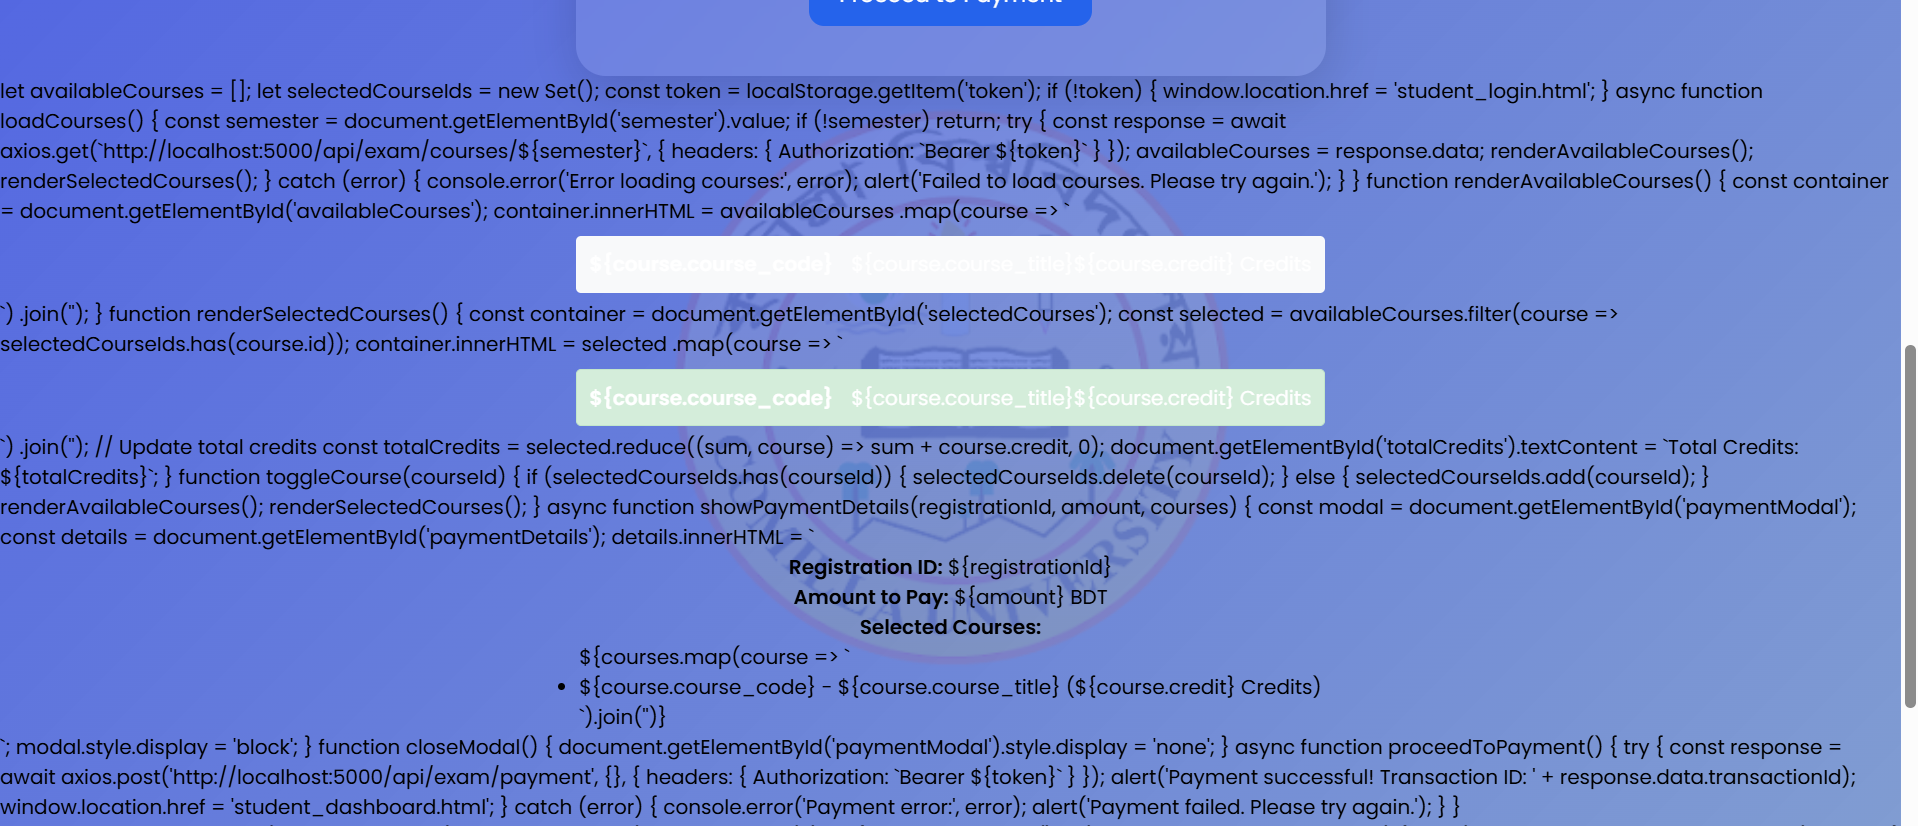 Proceed to Payment
let availableCourses = []; let selectedCourseIds = new Set(); const token = localStorage.getItem('token'); if (!token) { window.location.href = 'student_login.html'; } async function
loadCourses() { const semester = document.getElementById('semester').value; if (!semester) return; try { const response = await
axios.get(`http://localhost:5000/api/exam/courses/${semester}`, { headers: { Authorization: `Bearer ${token}` } }); availableCourses = response.data; renderAvailableCourses();
renderSelectedCourses(); } catch (error) { console.error('Error loading courses:', error); alert('Failed to load courses. Please try again.'); } } function renderAvailableCourses() { const container
= document.getElementById('availableCourses'); container.innerHTML = availableCourses .map(course => `
${course.course_code} ${course.course_title}${course.credit} Credits
`) .join(''); } function renderSelectedCourses() { const container = document.getElementById('selectedCourses'); const selected = availableCourses.filter(course =>
selectedCourseIds.has(course.id)); container.innerHTML = selected .map(course => `
${course.course_code} ${course.course_title}${course.credit} Credits
`) .join(''); // Update total credits const totalCredits = selected.reduce((sum, course) => sum + course.credit, 0); document.getElementById('totalCredits').textContent = `Total Credits:
${totalCredits}`; } function toggleCourse(courseId) { if (selectedCourseIds.has(courseId)) { selectedCourseIds.delete(courseId); } else { selectedCourseIds.add(courseId); }
renderAvailableCourses(); renderSelectedCourses(); } async function showPaymentDetails(registrationId, amount, courses) { const modal = document.getElementById('paymentModal');
const details = document.getElementById('paymentDetails'); details.innerHTML = `
Registration ID: ${registrationId}
Amount to Pay: ${amount} BDT
Selected Courses:
${courses.map(course => `
• ${course.course_code} - ${course.course_title} (${course.credit} Credits)
`).join('')}
`; modal.style.display = 'block'; } function closeModal() { document.getElementById('paymentModal').style.display = 'none'; } async function proceedToPayment() { try { const response =
await axios.post('http://localhost:5000/api/exam/payment', {}, { headers: { Authorization: `Bearer ${token}` } }); alert('Payment successful! Transaction ID: ' + response.data.transactionId);
window.location.href = 'student_dashboard.html'; } catch (error) { console.error('Payment error:', error); alert('Payment failed. Please try again.'); } }
COMILLA UNIVERSITY